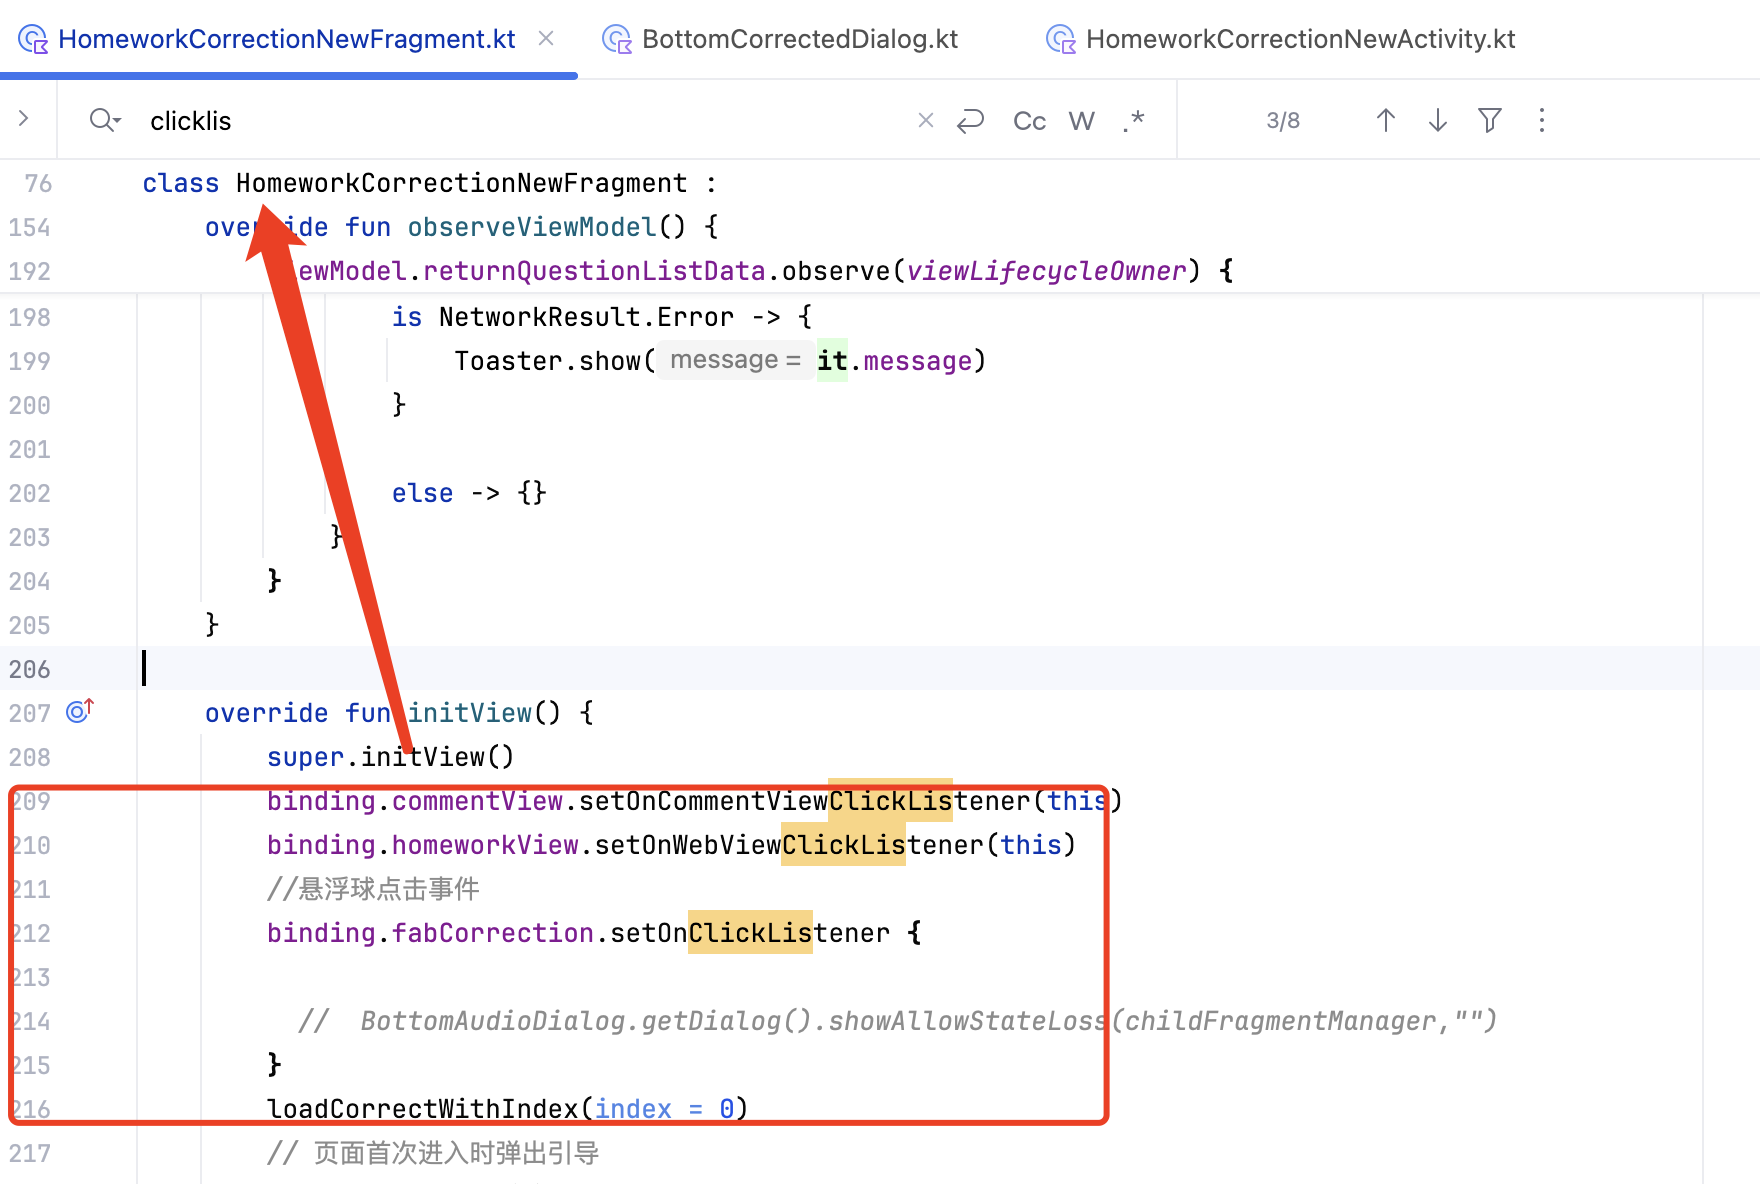 HomeworkCorrectionNewFragment.kt BottomCorrectedDialog.kt HomeworkCorrectionNewActivity.kt
clicklis Cc W .* 3/8
76 class HomeworkCorrectionNewFragment :
154 override fun observeViewModel() {
192 ewModel.returnQuestionListData.observe(viewLifecycleOwner) {
198 is NetworkResult.Error -> {
199 Toaster.show( message = it.message)
200 }
201
202 else -> {}
203 }
204 }
205 }
206
207 override fun initView() {
208 super.initView()
209 binding.commentView.setOnCommentViewClickListener(this)
210 binding.homeworkView.setOnWebViewClickListener(this)
211 //悬浮球点击事件
212 binding.fabCorrection.setOnClickListener {
213
214 // BottomAudioDialog.getDialog().showAllowStateLoss(childFragmentManager,"")
215 }
216 loadCorrectWithIndex(index = 0)
217 // 页面首次进入时弹出引导